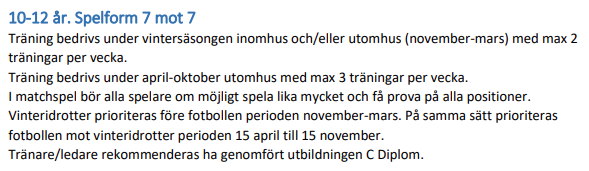 10-12 år. Spelform 7 mot 7
Träning bedrivs under vintersäsongen inomhus och/eller utomhus (november-mars) med max 2
träningar per vecka.
Träning bedrivs under april-oktober utomhus med max 3 träningar per vecka.
I matchspel bör alla spelare om möjligt spela lika mycket och få prova på alla positioner.
Vinteridrotter prioriteras före fotbollen perioden november-mars. På samma sätt prioriteras
fotbollen mot vinteridrotter perioden 15 april till 15 november.
Tränare/ledare rekommenderas ha genomfört utbildningen C Diplom.